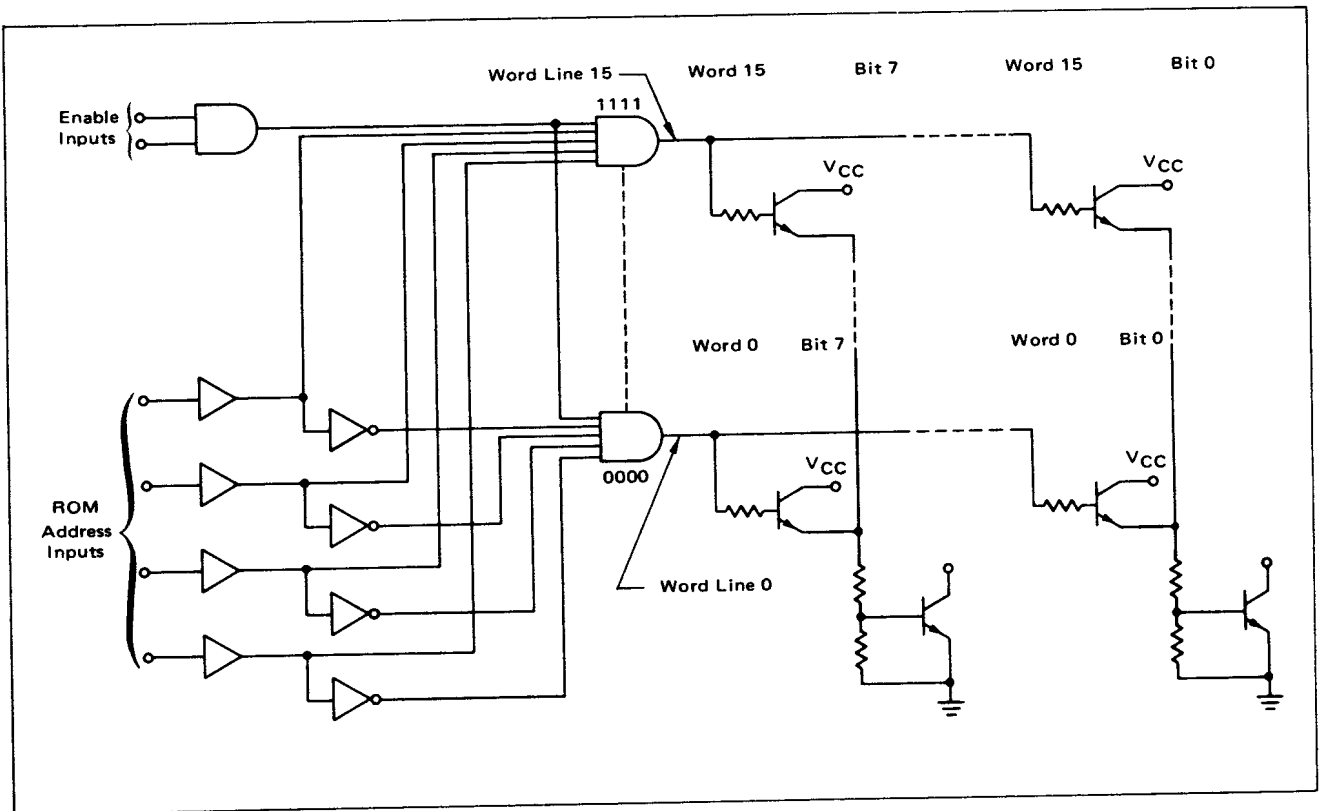 Word Line 15
Word 15
Bit 7
Word 15
Bit 0
Enable
Inputs
1111
VCC
VCC
Word 0
Bit 7
Word 0
Bit 0
0000
VCC
VCC
ROM
Address
Inputs
Word Line 0